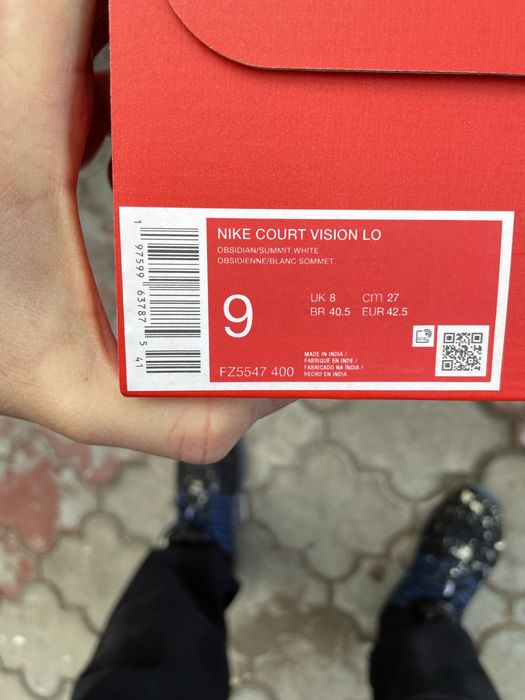 NIKE COURT VISION LO
OBSIDIAN/SUMMIT WHITE
OBSIDIENNE/BLANC SOMMET
9
UK 8 cm 27
BR 40.5 EUR 42.5
FZ5547 400
MADE IN INDIA /
FABRIQUE EN INDE /
FABRICADO NA ÍNDIA /
HECHO EN INDIA
1 97599 63787 5 41